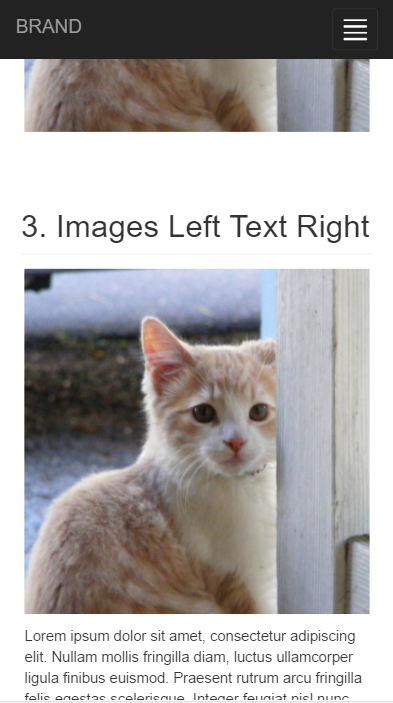 BRAND
3. Images Left Text Right
Lorem ipsum dolor sit amet, consectetur adipiscing
elit. Nullam mollis fringilla diam, luctus ullamcorper
ligula finibus euismod. Praesent rutrum arcu fringilla
felis egestas scelerisque. Integer feugiat nisl nunc